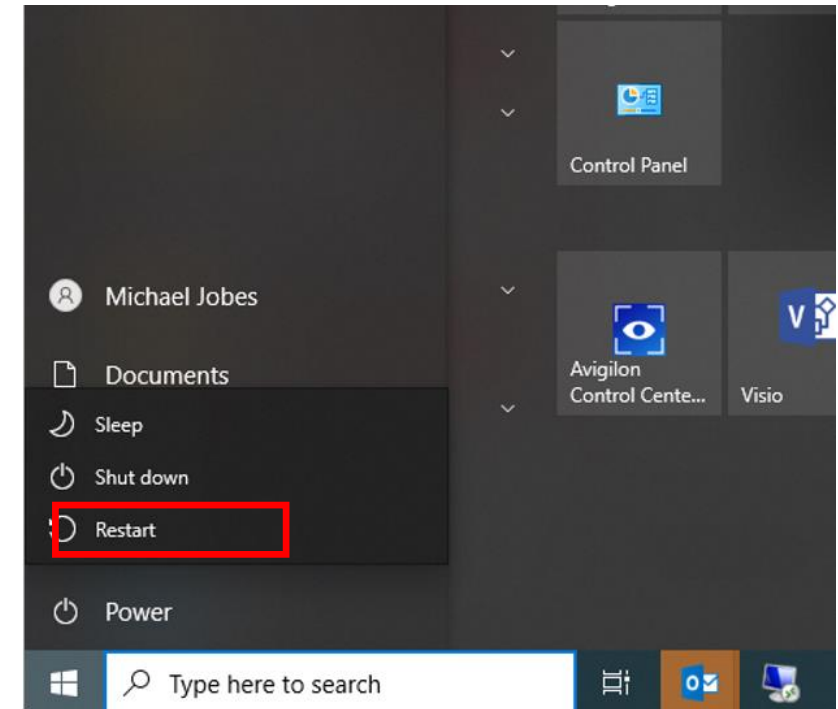 Control Panel
Michael Jobes
Documents
Avigilon
Control Cente...
V
Visio
Sleep
Shut down
Restart
Power
Type here to search